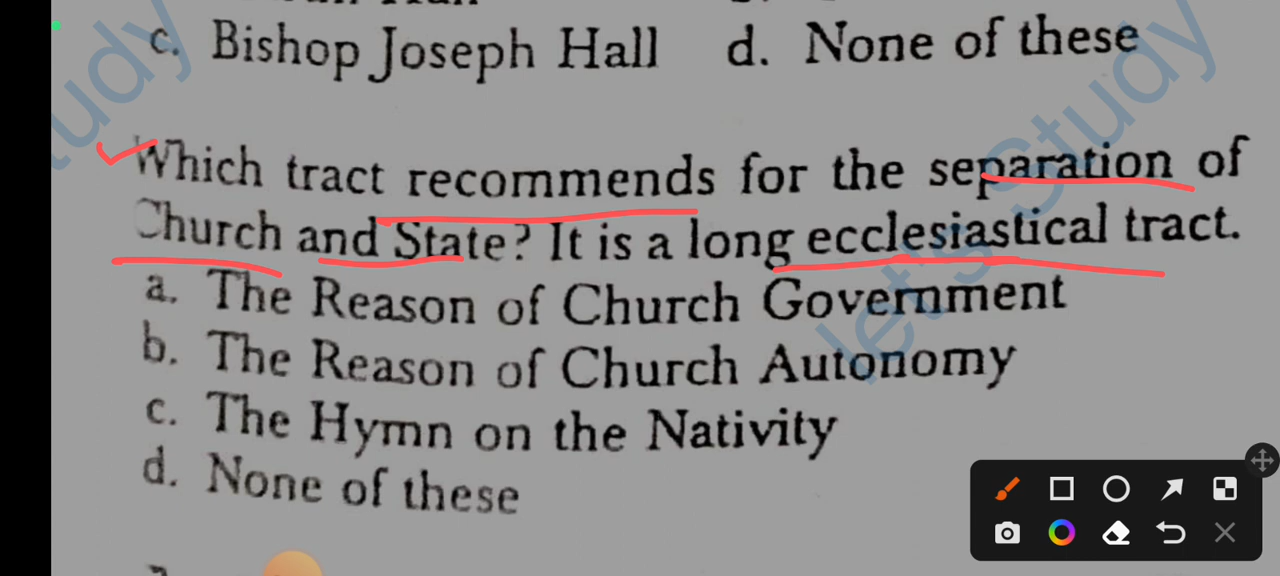 c. Bishop Joseph Hall d. None of these
Which tract recommends for the separation of
Church and State? It is a long ecclesiastical tract.
a. The Reason of Church Government
b. The Reason of Church Autonomy
c. The Hymn on the Nativity
d. None of these
let's Study